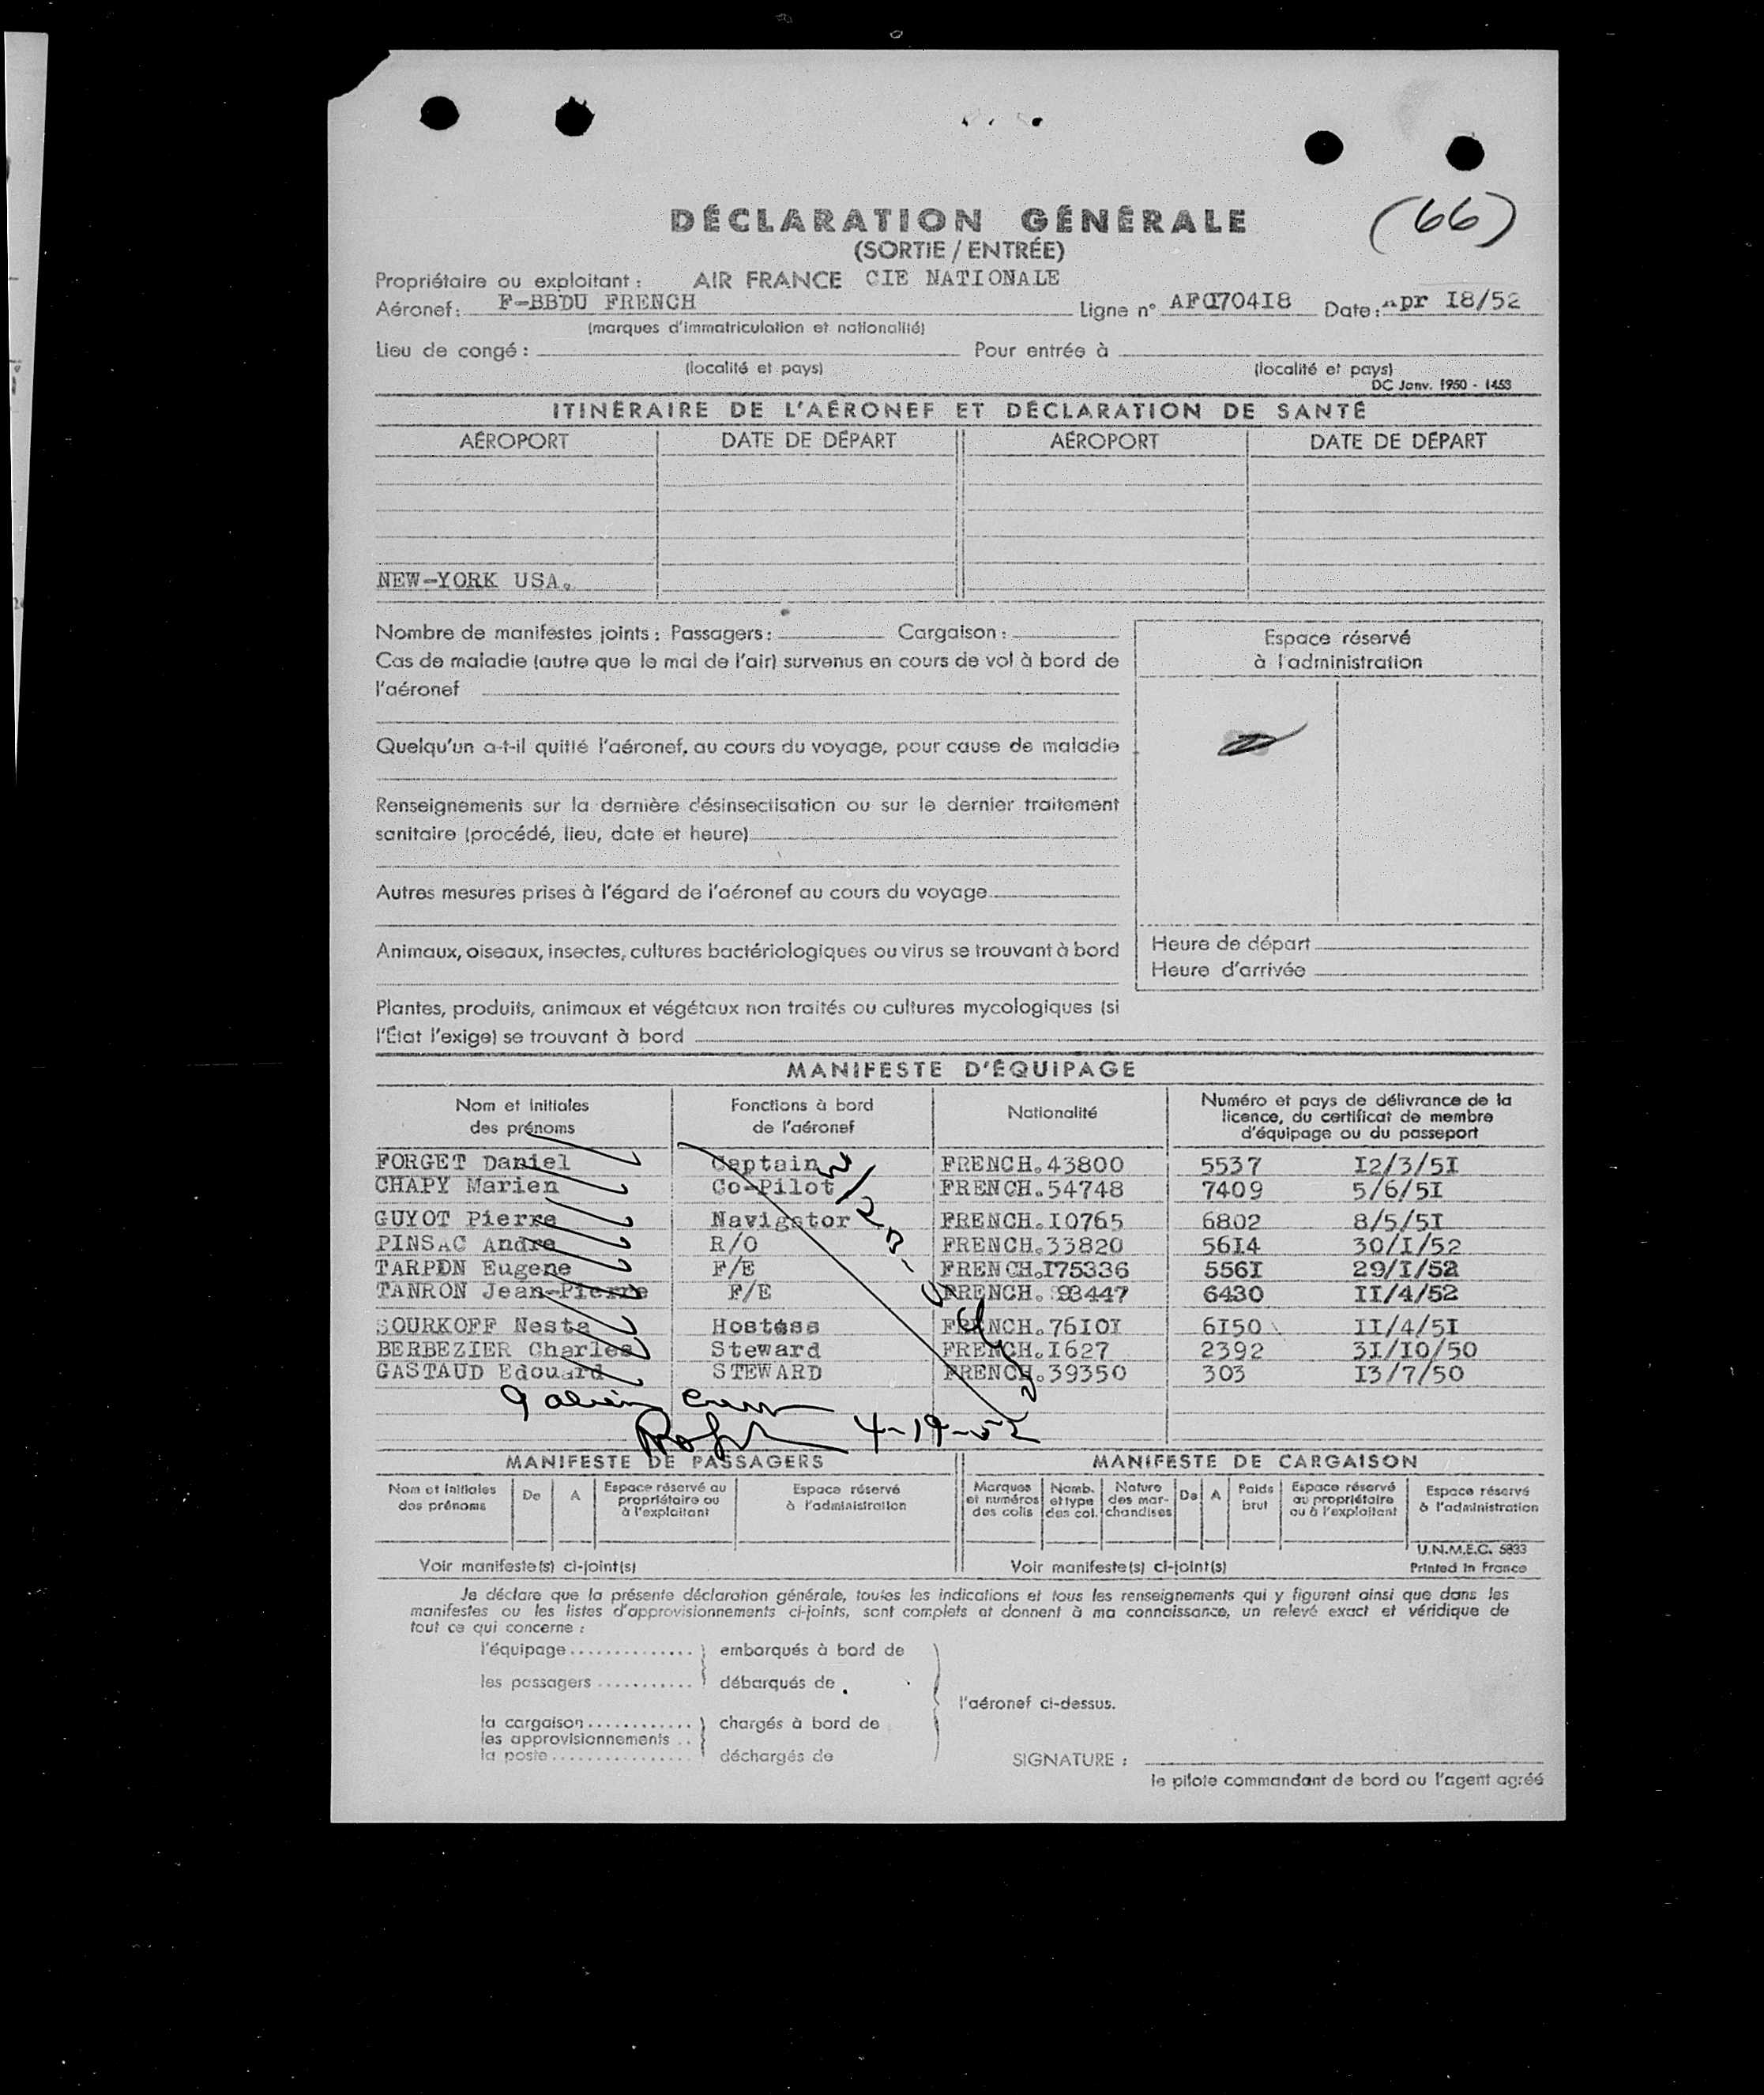 (66)
DÉCLARATION GÉNÉRALE
(SORTIE / ENTRÉE)
Propriétaire ou exploitant : AIR FRANCE CIE NATIONALE
Aéronef : F-BBDU FRENCH Ligne n° AFQ70418 Date : Apr I8/52
(marques d'immatriculation et nationalité)
Lieu de congé : Pour entrée à
(localité et pays) (localité et pays)
DC Janv. 1950 - 1453
ITINÉRAIRE DE L'AÉRONEF ET DÉCLARATION DE SANTÉ
AÉROPORT DATE DE DÉPART AÉROPORT DATE DE DÉPART
NEW-YORK USA.
Nombre de manifestes joints : Passagers : Cargaison :
Espace réservé
à l'administration
Cas de maladie (autre que le mal de l'air) survenus en cours de vol à bord de
l'aéronef
Quelqu'un a-t-il quitté l'aéronef, au cours du voyage, pour cause de maladie
Renseignements sur la dernière désinsectisation ou sur le dernier traitement
sanitaire (procédé, lieu, date et heure)
Autres mesures prises à l'égard de l'aéronef au cours du voyage
Animaux, oiseaux, insectes, cultures bactériologiques ou virus se trouvant à bord
Heure de départ
Heure d'arrivée
Plantes, produits, animaux et végétaux non traités ou cultures mycologiques (si
l'État l'exige) se trouvant à bord
MANIFESTE D'ÉQUIPAGE
Nom et initiales
des prénoms
Fonctions à bord
de l'aéronef
Nationalité
Numéro et pays de délivrance de la
licence, du certificat de membre
d'équipage ou du passeport
FORGET Daniel Captain FRENCH.43800 5537 I2/3/5I
CHAPY Marien Co-Pilot FRENCH.54748 7409 5/6/5I
GUYOT Pierre Navigator FRENCH.I0765 6802 8/5/5I
PINSAC Andre R/O FRENCH.33820 56I4 30/I/52
TARPDN Eugene F/E FRENCH.I75336 556I 29/I/52
TANRON Jean-Pierre F/E FRENCH. 93447 6430 II/4/52
SOURKOFF Nesta Hostess FRENCH.76I0I 6I50 II/4/5I
BERBEZIER Charles Steward FRENCH.I627 2392 3I/I0/50
GASTAUD Edouard STEWARD FRENCH.39350 303 I3/7/50
9 alien crew
4-19-52
MANIFESTE DE PASSAGERS MANIFESTE DE CARGAISON
Nom et initiales
des prénoms
De A
Espace réservé au
propriétaire ou
à l'exploitant
Espace réservé
à l'administration
Marques
et numéros
des colis
Nomb.
et type
des col.
Nature
des mar-
chandises
De A
Poids
brut
Espace réservé
au propriétaire
ou à l'exploitant
Espace réservé
à l'administration
U.N.M.E.C. 5833
Voir manifeste(s) ci-joint(s) Voir manifeste(s) ci-joint(s) Printed in France
Je déclare que la présente déclaration générale, toutes les indications et tous les renseignements qui y figurent ainsi que dans les
manifestes ou les listes d'approvisionnements ci-joints, sont complets et donnent à ma connaissance, un relevé exact et véridique de
tout ce qui concerne :
l'équipage .............. embarqués à bord de
les passagers ........... débarqués de
l'aéronef ci-dessus.
la cargaison ............ chargés à bord de
les approvisionnements ..
la poste ................ déchargés de
SIGNATURE :
le pilote commandant de bord ou l'agent agréé